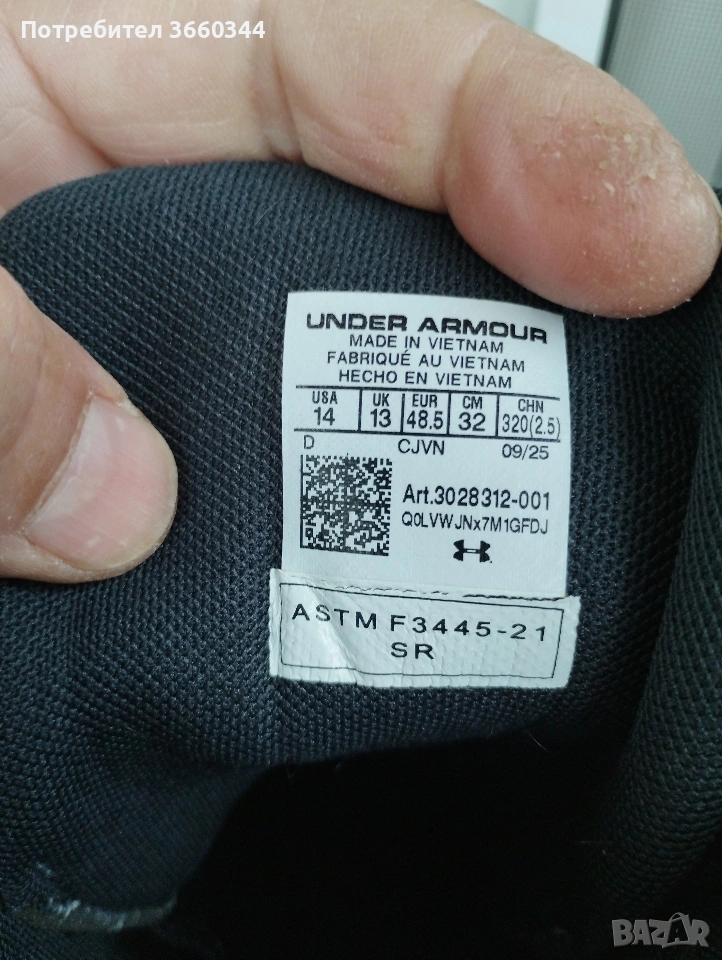 Потребител 3660344
UNDER ARMOUR
MADE IN VIETNAM
FABRIQUÉ AU VIETNAM
HECHO EN VIETNAM
USA UK EUR CM CHN
14 13 48.5 32 320(2.5)
D CJVN 09/25
Art.3028312-001
Q0LVWJNx7M1GFDJ
ASTM F3445-21
SR
BAZAR